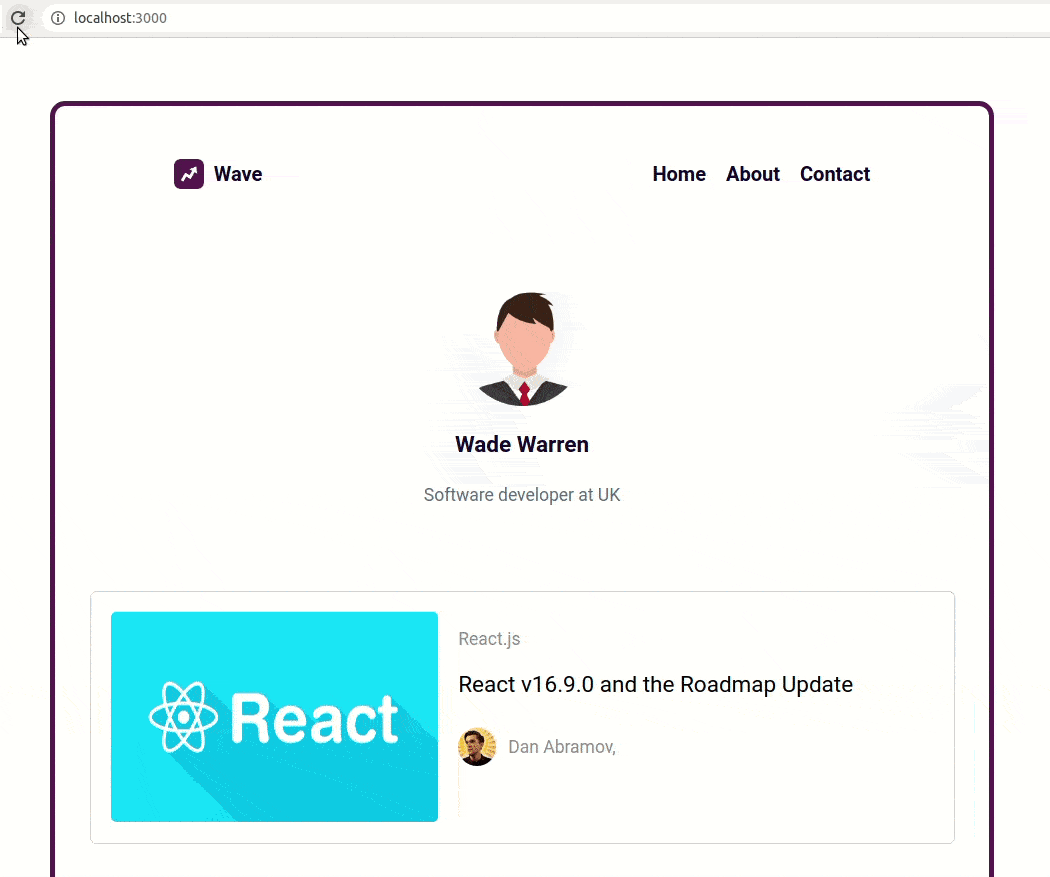 localhost:3000
Wave
Home About Contact
Wade Warren
Software developer at UK
React
React.js
React v16.9.0 and the Roadmap Update
Dan Abramov,